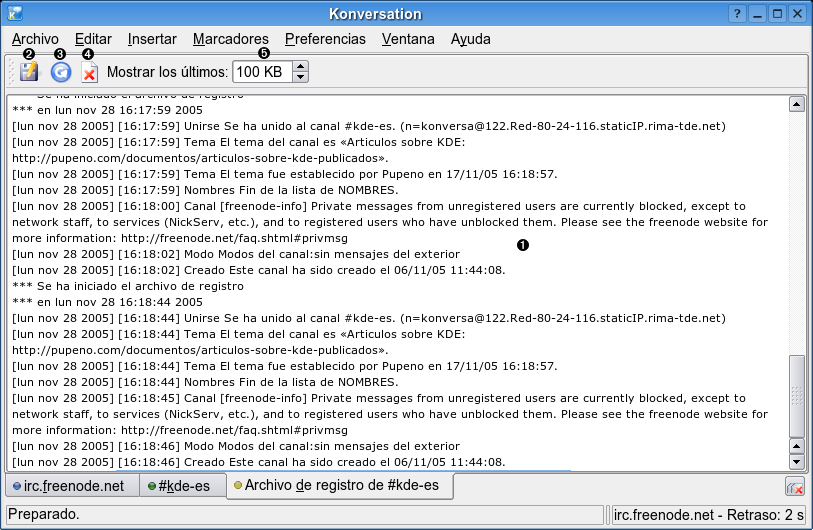 Konversation
Archivo Editar Insertar Marcadores Preferencias Ventana Ayuda
2 3 4 5
Mostrar los últimos: 100 KB
Se ha iniciado el archivo de registro
*** en lun nov 28 16:17:59 2005
[lun nov 28 2005] [16:17:59] Unirse Se ha unido al canal #kde-es. (n=konversa@122.Red-80-24-116.staticIP.rima-tde.net)
[lun nov 28 2005] [16:17:59] Tema El tema del canal es «Articulos sobre KDE:
http://pupeno.com/documentos/articulos-sobre-kde-publicados».
[lun nov 28 2005] [16:17:59] Tema El tema fue establecido por Pupeno en 17/11/05 16:18:57.
[lun nov 28 2005] [16:17:59] Nombres Fin de la lista de NOMBRES.
[lun nov 28 2005] [16:18:00] Canal [freenode-info] Private messages from unregistered users are currently blocked, except to
network staff, to services (NickServ, etc.), and to registered users who have unblocked them. Please see the freenode website for
more information: http://freenode.net/faq.shtml#privmsg
1
[lun nov 28 2005] [16:18:02] Modo Modos del canal:sin mensajes del exterior
[lun nov 28 2005] [16:18:02] Creado Este canal ha sido creado el 06/11/05 11:44:08.
*** Se ha iniciado el archivo de registro
*** en lun nov 28 16:18:44 2005
[lun nov 28 2005] [16:18:44] Unirse Se ha unido al canal #kde-es. (n=konversa@122.Red-80-24-116.staticIP.rima-tde.net)
[lun nov 28 2005] [16:18:44] Tema El tema del canal es «Articulos sobre KDE:
http://pupeno.com/documentos/articulos-sobre-kde-publicados».
[lun nov 28 2005] [16:18:44] Tema El tema fue establecido por Pupeno en 17/11/05 16:18:57.
[lun nov 28 2005] [16:18:44] Nombres Fin de la lista de NOMBRES.
[lun nov 28 2005] [16:18:45] Canal [freenode-info] Private messages from unregistered users are currently blocked, except to
network staff, to services (NickServ, etc.), and to registered users who have unblocked them. Please see the freenode website for
more information: http://freenode.net/faq.shtml#privmsg
[lun nov 28 2005] [16:18:46] Modo Modos del canal:sin mensajes del exterior
[lun nov 28 2005] [16:18:46] Creado Este canal ha sido creado el 06/11/05 11:44:08.
irc.freenode.net #kde-es Archivo de registro de #kde-es
Preparado. irc.freenode.net - Retraso: 2 s